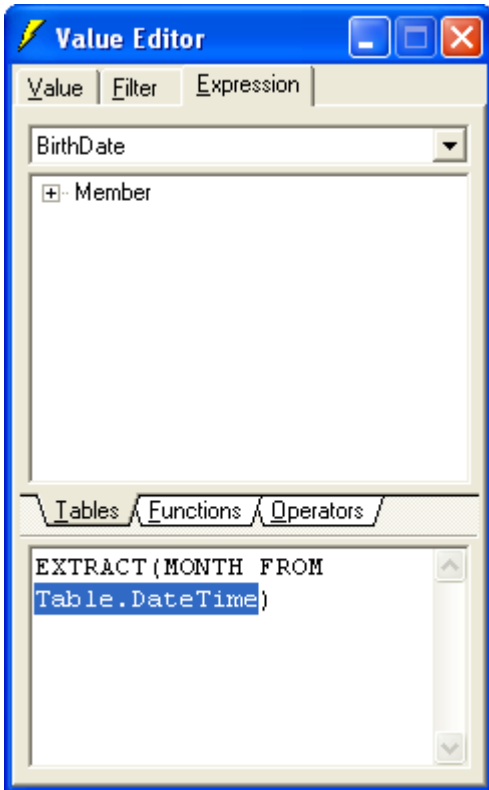 Value Editor
Value Filter Expression
BirthDate
Member
Tables Functions Operators
EXTRACT(MONTH FROM
Table.DateTime)